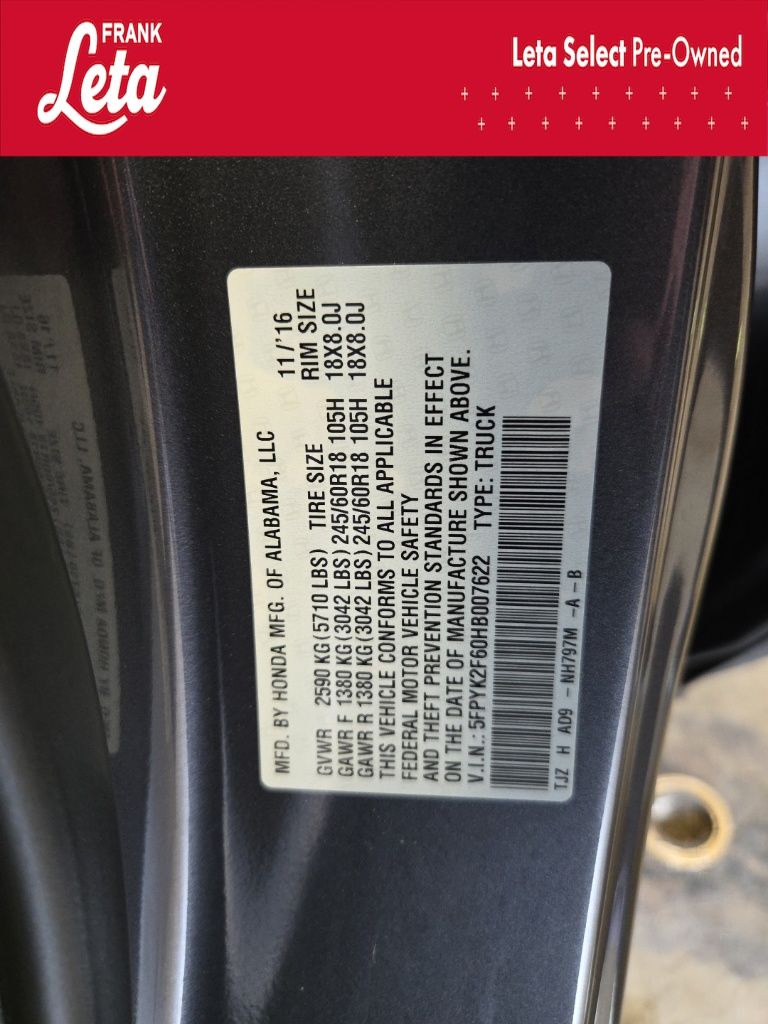 FRANK
Leta
Leta Select Pre-Owned
MFD. BY HONDA MFG. OF ALABAMA, LLC 11/'16
GVWR 2590 KG(5710 LBS) TIRE SIZE RIM SIZE
GAWR F 1380 KG(3042 LBS) 245/60R18 105H 18X8.0J
GAWR R 1380 KG(3042 LBS) 245/60R18 105H 18X8.0J
THIS VEHICLE CONFORMS TO ALL APPLICABLE
FEDERAL MOTOR VEHICLE SAFETY
AND THEFT PREVENTION STANDARDS IN EFFECT
ON THE DATE OF MANUFACTURE SHOWN ABOVE.
V.I.N.: 5FPYK2F60HB007622 TYPE: TRUCK
TJZ H AD9 -NH797M -A-B